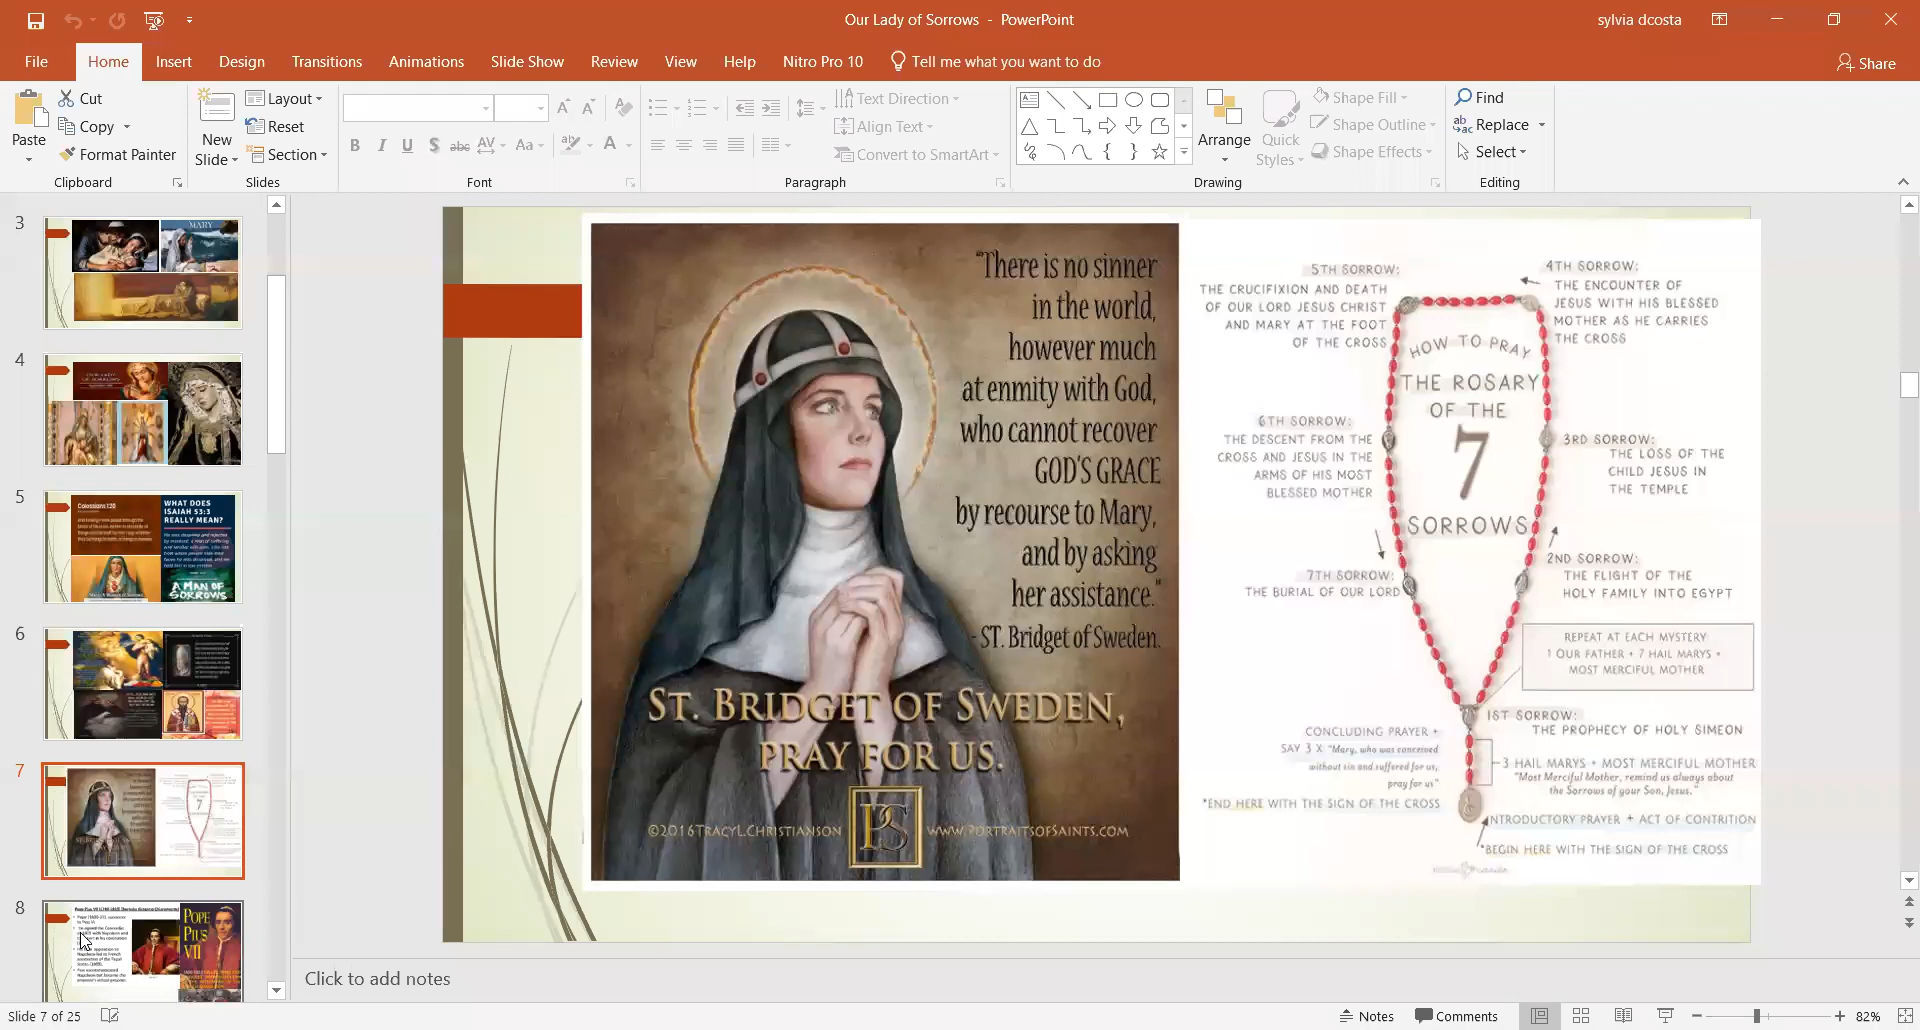 Our Lady of Sorrows - PowerPoint
sylvia dcosta
File Home Insert Design Transitions Animations Slide Show Review View Help Nitro Pro 10 Tell me what you want to do
Share
Paste
Cut
Copy
Format Painter
Clipboard
New
Slide
Layout
Reset
Section
Slides
B I U S abc AV Aa A
Font
Text Direction
Align Text
Convert to SmartArt
Paragraph
Arrange
Quick
Styles
Shape Fill
Shape Outline
Shape Effects
Drawing
Find
Replace
Select
Editing
3
MARY
4
5
Colossians 1:20
WHAT DOES
ISAIAH 53:3
REALLY MEAN?
A MAN OF
SORROWS
6
7
8
POPE
PIUS
VII
"There is no sinner
in the world,
however much
at enmity with God,
who cannot recover
GOD'S GRACE
by recourse to Mary,
and by asking
her assistance."
- ST. Bridget of Sweden.
ST. BRIDGET OF SWEDEN,
PRAY FOR US.
©2016 TRACY L. CHRISTIANSON
PS
WWW.PORTRAITSOFSAINTS.COM
5TH SORROW:
THE CRUCIFIXION AND DEATH
OF OUR LORD JESUS CHRIST
AND MARY AT THE FOOT
OF THE CROSS
4TH SORROW:
THE ENCOUNTER OF
JESUS WITH HIS BLESSED
MOTHER AS HE CARRIES
THE CROSS
HOW TO PRAY
THE ROSARY
OF THE
7
SORROWS
6TH SORROW:
THE DESCENT FROM THE
CROSS AND JESUS IN THE
ARMS OF HIS MOST
BLESSED MOTHER
3RD SORROW:
THE LOSS OF THE
CHILD JESUS IN
THE TEMPLE
7TH SORROW:
THE BURIAL OF OUR LORD
2ND SORROW:
THE FLIGHT OF THE
HOLY FAMILY INTO EGYPT
REPEAT AT EACH MYSTERY
1 OUR FATHER + 7 HAIL MARYS +
MOST MERCIFUL MOTHER
1ST SORROW:
THE PROPHECY OF HOLY SIMEON
CONCLUDING PRAYER +
SAY 3 X "Mary, who was conceived
without sin and suffered for us,
pray for us"
*END HERE WITH THE SIGN OF THE CROSS
3 HAIL MARYS + MOST MERCIFUL MOTHER
"Most Merciful Mother, remind us always about
the Sorrows of your Son, Jesus."
INTRODUCTORY PRAYER + ACT OF CONTRITION
*BEGIN HERE WITH THE SIGN OF THE CROSS
Click to add notes
Slide 7 of 25
Notes
Comments
82%